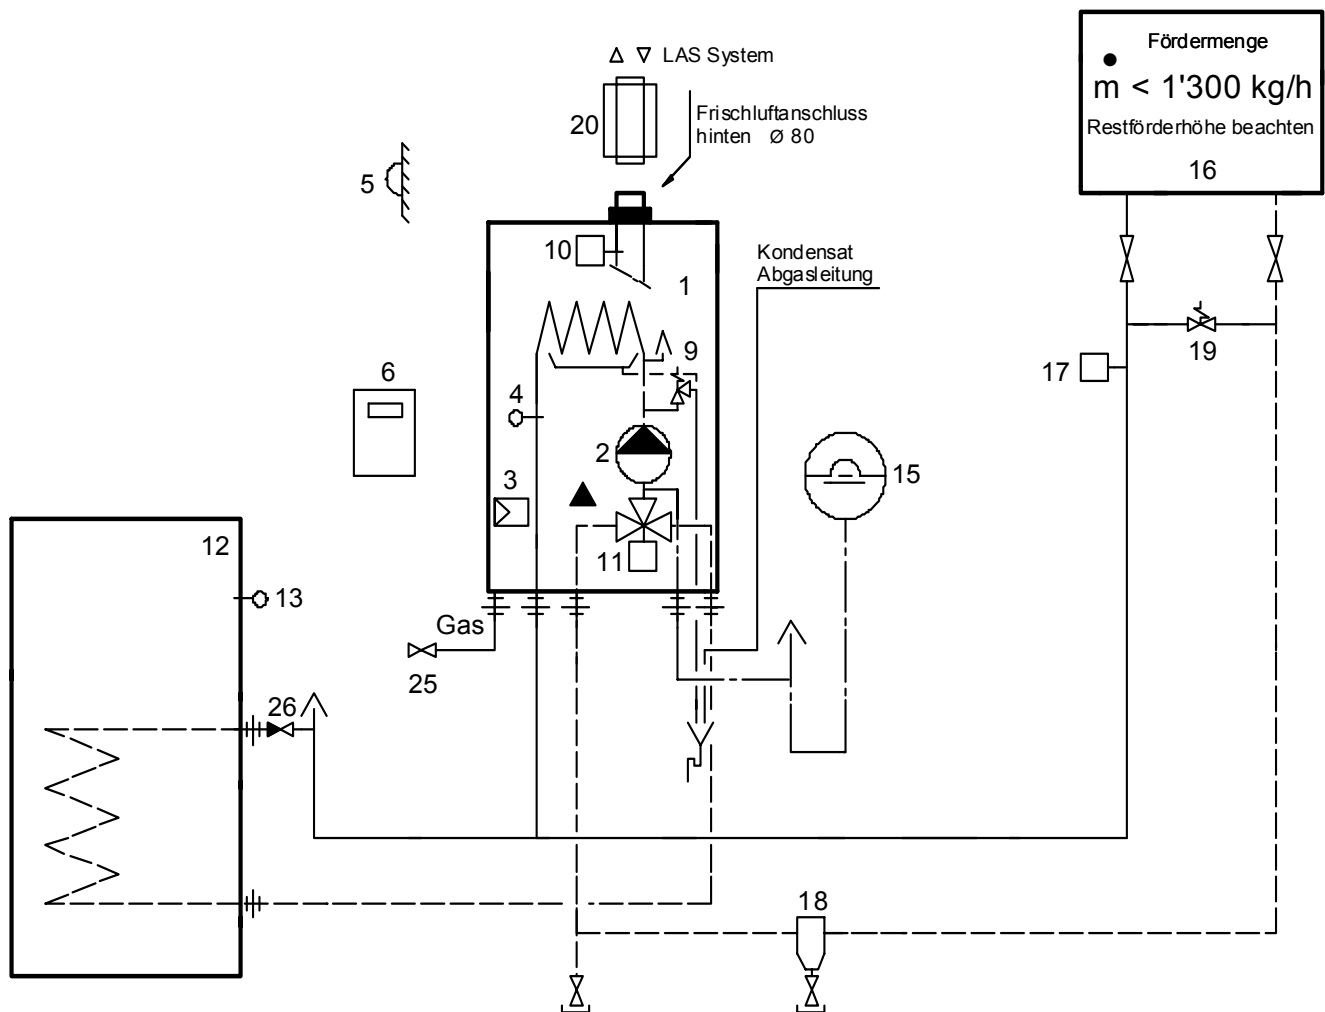 LAS System
20
Frischluftanschluss
hinten Ø 80
Fördermenge
m < 1'300 kg/h
Restförderhöhe beachten
16
5
10
1
Kondensat
Abgasleitung
9
19
17
6
4
2
15
3
11
12
13
Gas
25
26
18